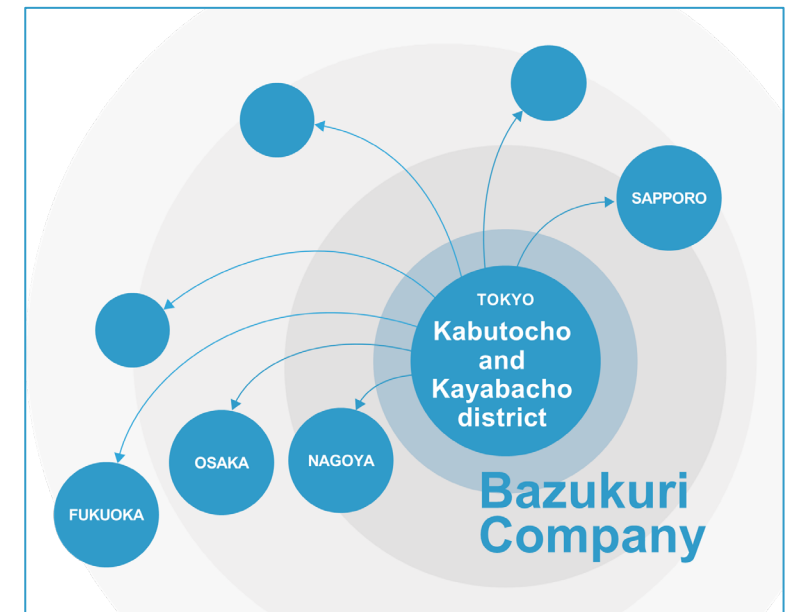 SAPPORO
TOKYO
Kabutocho
and
Kayabacho
district
NAGOYA
OSAKA
FUKUOKA
Bazukuri
Company